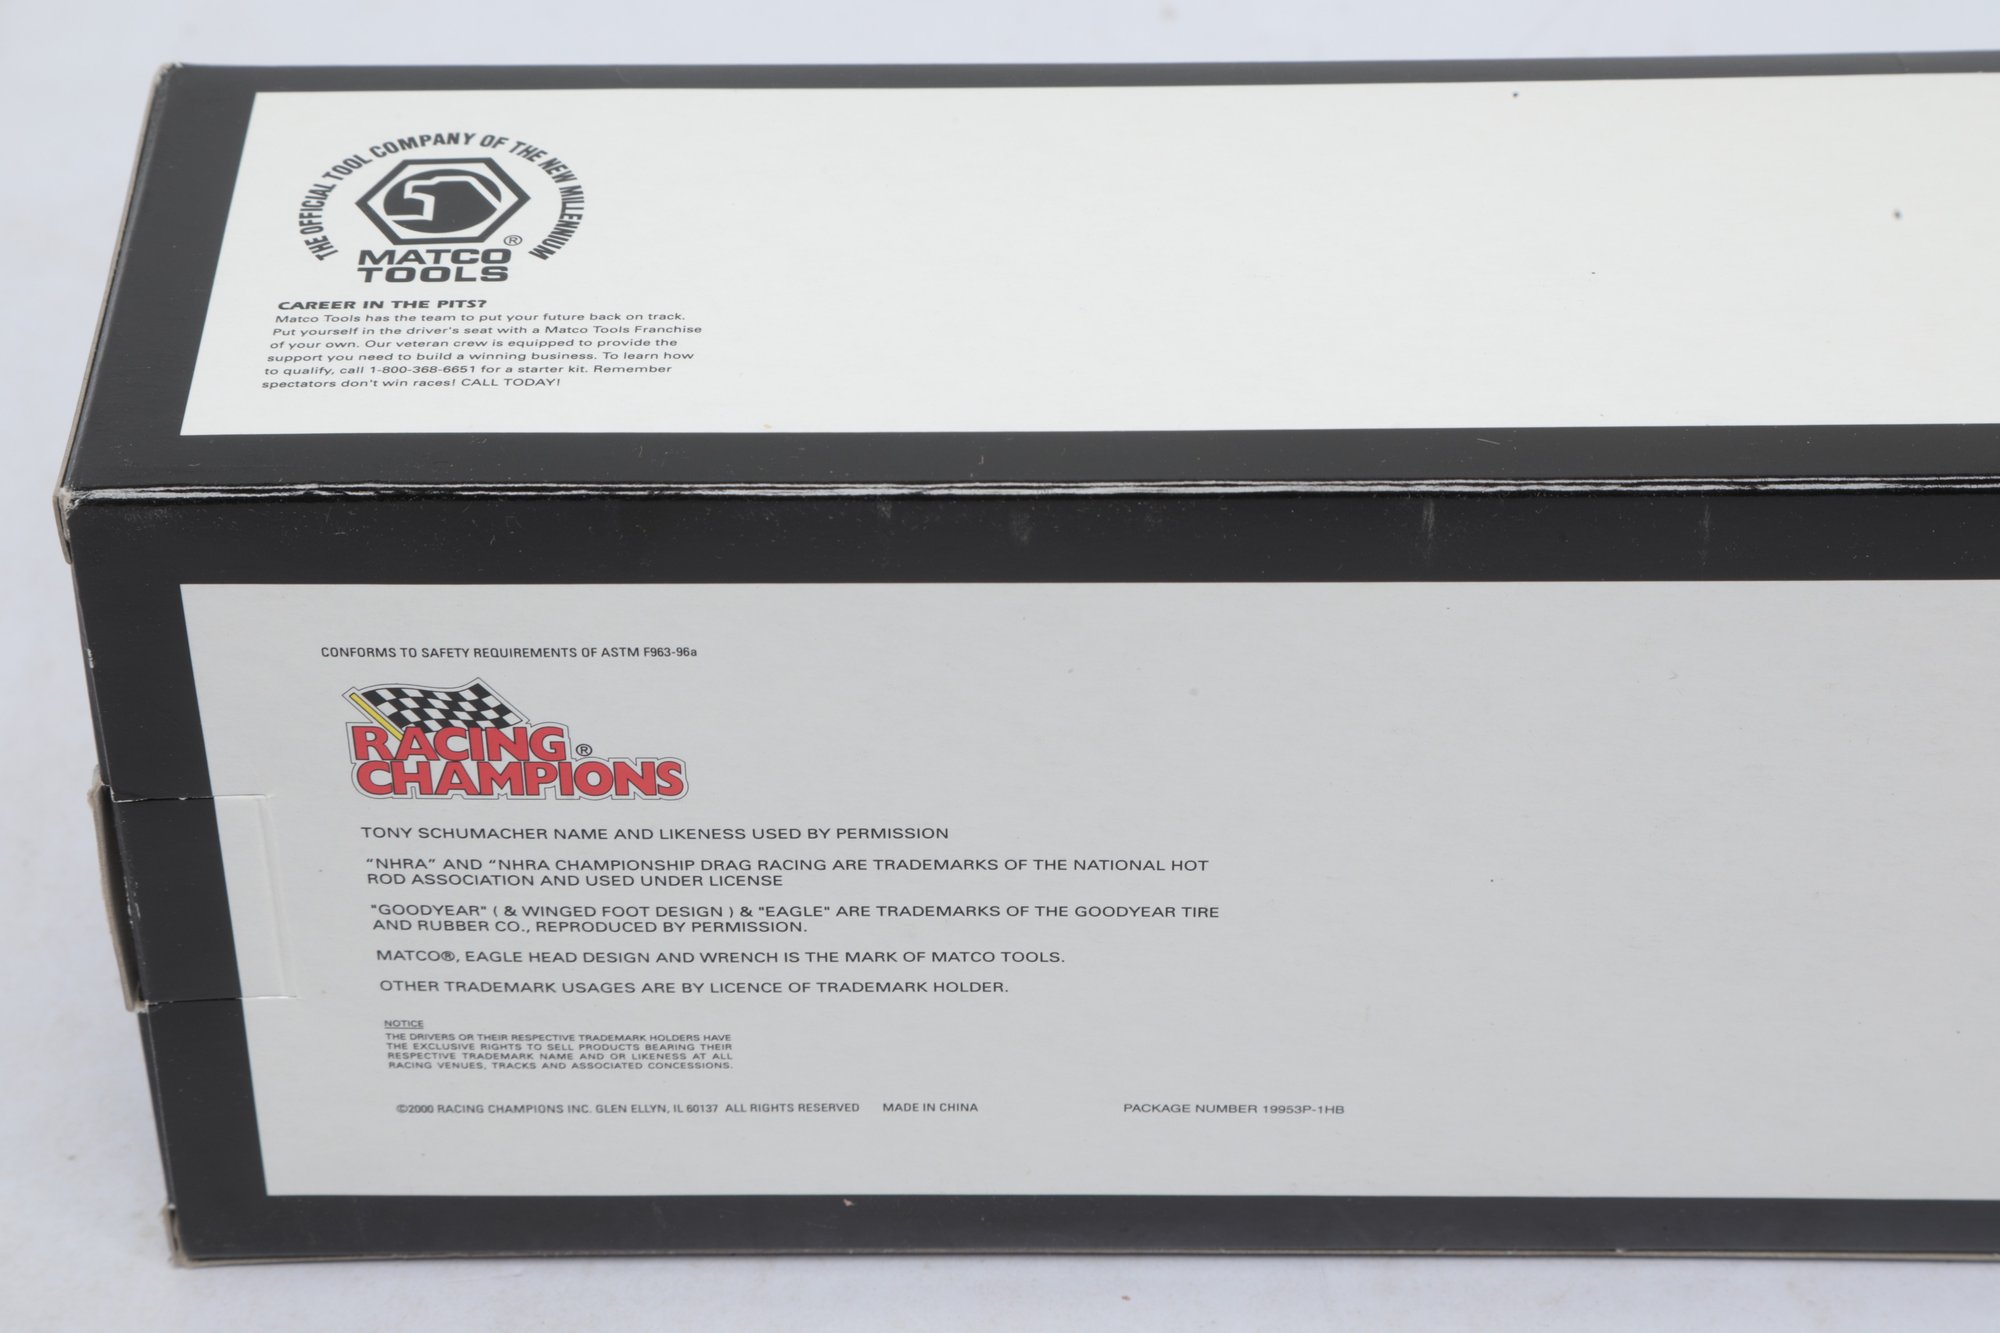 THE OFFICIAL TOOL COMPANY OF THE NEW MILLENNIUM
MATCO®
TOOLS
CAREER IN THE PITS?
Matco Tools has the team to put your future back on track.
Put yourself in the driver's seat with a Matco Tools Franchise
of your own. Our veteran crew is equipped to provide the
support you need to build a winning business. To learn how
to qualify, call 1-800-368-6651 for a starter kit. Remember
spectators don't win races! CALL TODAY!
CONFORMS TO SAFETY REQUIREMENTS OF ASTM F963-96a
RACING®
CHAMPIONS
TONY SCHUMACHER NAME AND LIKENESS USED BY PERMISSION
“NHRA” AND “NHRA CHAMPIONSHIP DRAG RACING ARE TRADEMARKS OF THE NATIONAL HOT
ROD ASSOCIATION AND USED UNDER LICENSE
"GOODYEAR" ( & WINGED FOOT DESIGN ) & "EAGLE" ARE TRADEMARKS OF THE GOODYEAR TIRE
AND RUBBER CO., REPRODUCED BY PERMISSION.
MATCO®, EAGLE HEAD DESIGN AND WRENCH IS THE MARK OF MATCO TOOLS.
OTHER TRADEMARK USAGES ARE BY LICENCE OF TRADEMARK HOLDER.
NOTICE
THE DRIVERS OR THEIR RESPECTIVE TRADEMARK HOLDERS HAVE
THE EXCLUSIVE RIGHTS TO SELL PRODUCTS BEARING THEIR
RESPECTIVE TRADEMARK NAME AND OR LIKENESS AT ALL
RACING VENUES, TRACKS AND ASSOCIATED CONCESSIONS.
©2000 RACING CHAMPIONS INC. GLEN ELLYN, IL 60137 ALL RIGHTS RESERVED MADE IN CHINA PACKAGE NUMBER 19953P-1HB